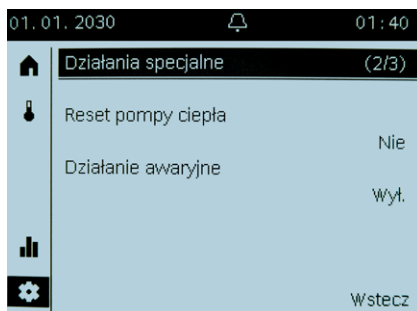 01.01.2030 01:40
Działania specjalne (2/3)
Reset pompy ciepła
Nie
Działanie awaryjne
Wył.
Wstecz